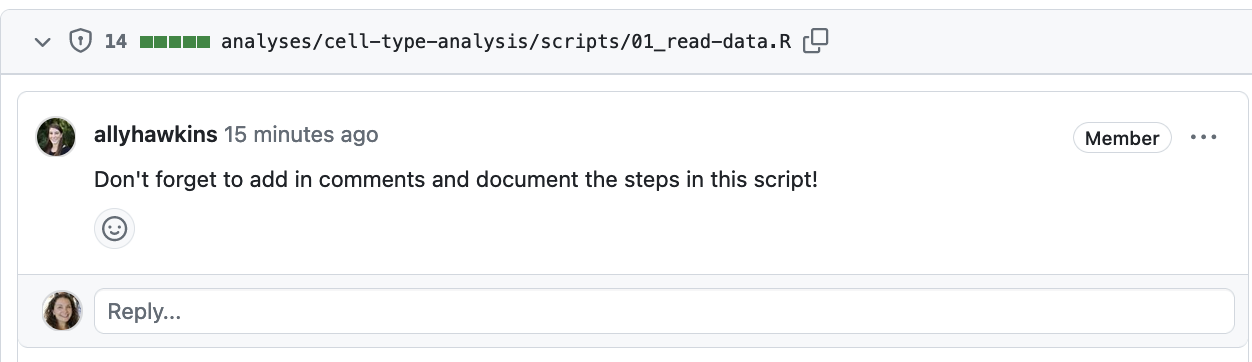 14 analyses/cell-type-analysis/scripts/01_read-data.R
allyhawkins 15 minutes ago Member
Don't forget to add in comments and document the steps in this script!
Reply...